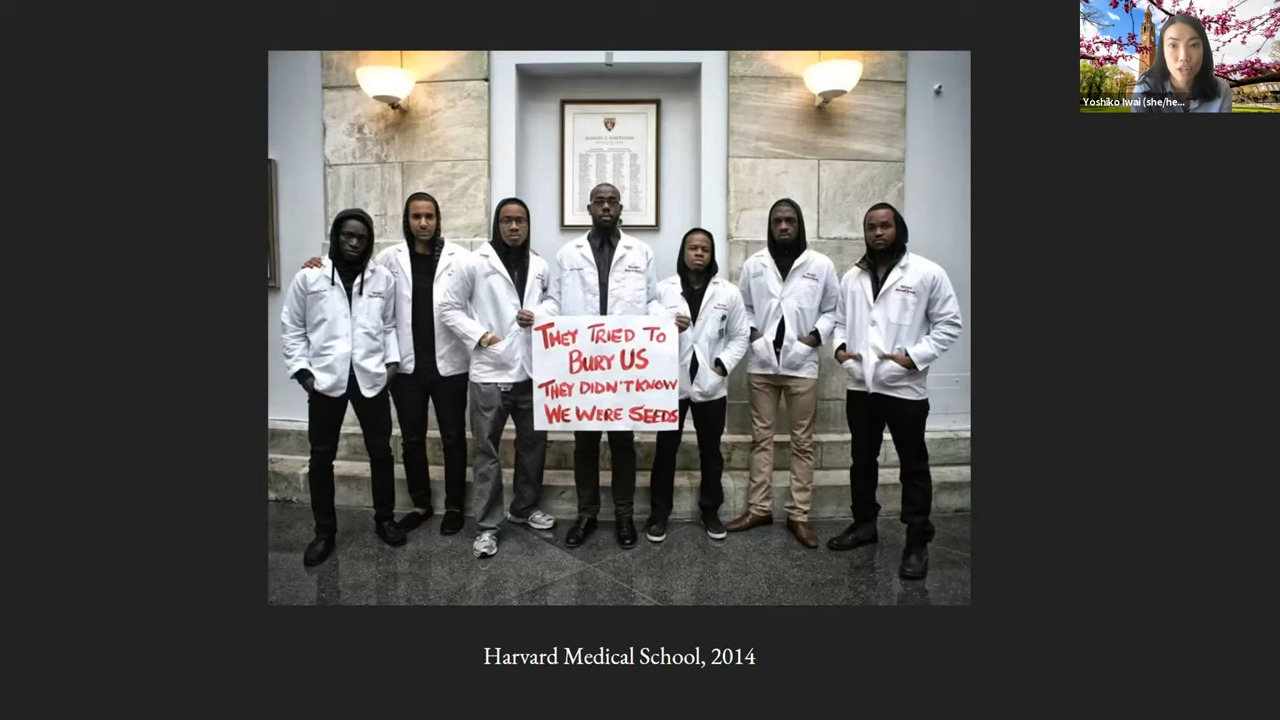 Yoshiko Iwai (she/he...
THEY TRIED TO
BURY US
THEY DIDN'T KNOW
WE WERE SEEDS
Harvard Medical School, 2014